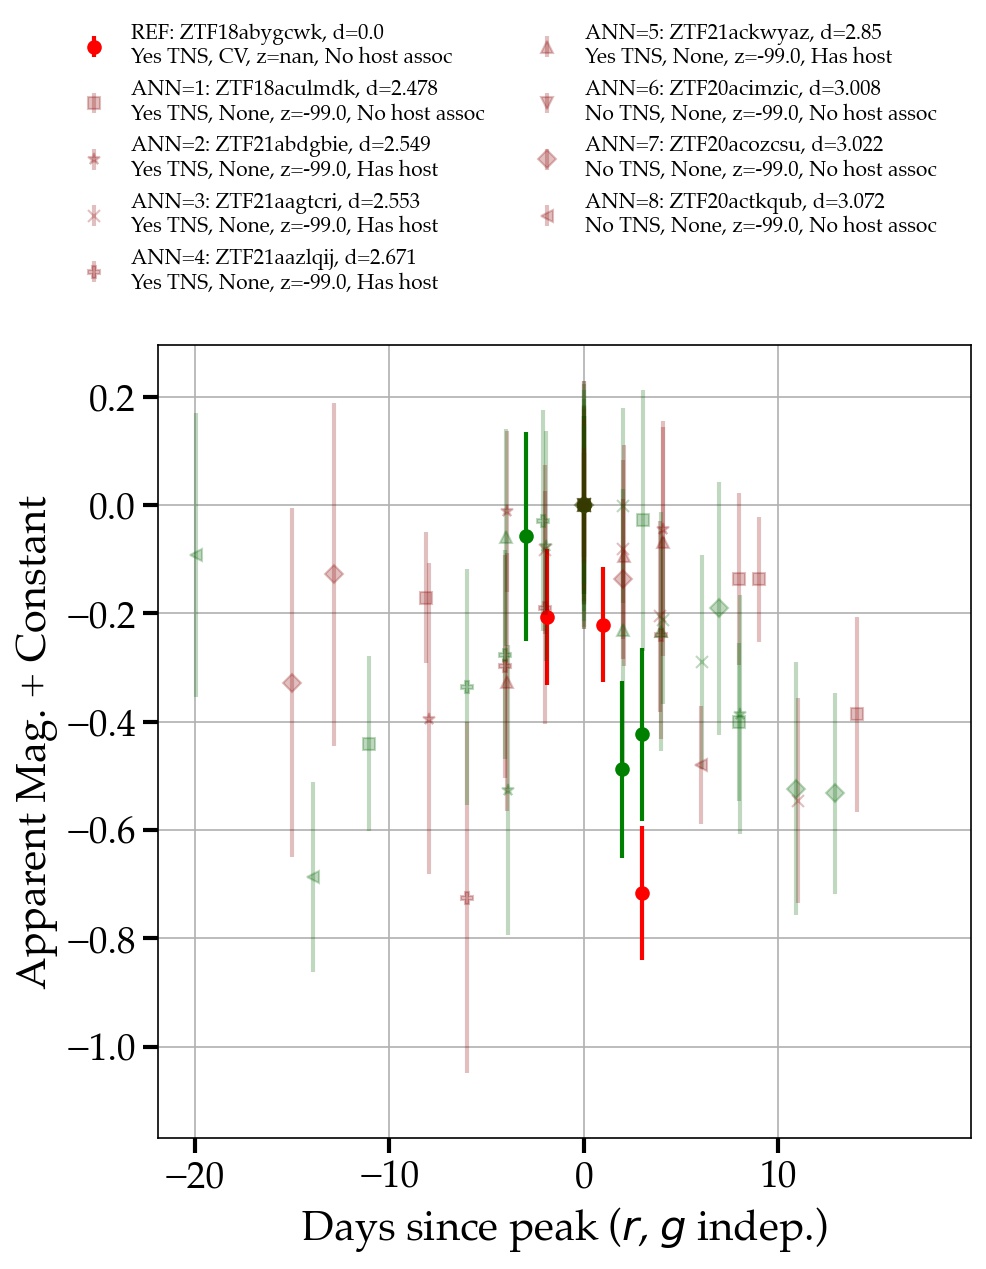 REF: ZTF18abygcwk, d=0.0
Yes TNS, CV, z=nan, No host assoc
ANN=1: ZTF18aculmdk, d=2.478
Yes TNS, None, z=-99.0, No host assoc
ANN=2: ZTF21abdgbie, d=2.549
Yes TNS, None, z=-99.0, Has host
ANN=3: ZTF21aagtcri, d=2.553
Yes TNS, None, z=-99.0, Has host
ANN=4: ZTF21aazlqij, d=2.671
Yes TNS, None, z=-99.0, Has host
ANN=5: ZTF21ackwyaz, d=2.85
Yes TNS, None, z=-99.0, Has host
ANN=6: ZTF20acimzic, d=3.008
No TNS, None, z=-99.0, No host assoc
ANN=7: ZTF20acozcsu, d=3.022
No TNS, None, z=-99.0, No host assoc
ANN=8: ZTF20actkqub, d=3.072
No TNS, None, z=-99.0, No host assoc
Apparent Mag. + Constant
0.2
0.0
−0.2
−0.4
−0.6
−0.8
−1.0
−20
−10
0
10
Days since peak (r, g indep.)